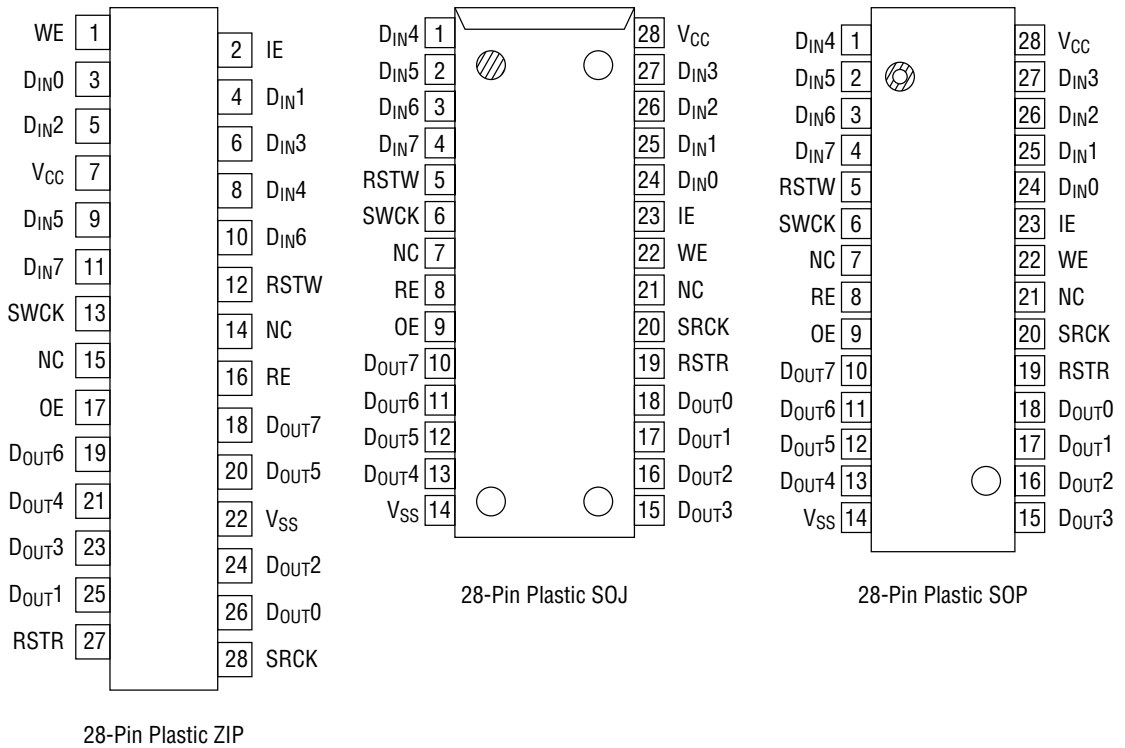 WE 1
2 IE
DIN0 3
4 DIN1
DIN2 5
6 DIN3
VCC 7
8 DIN4
DIN5 9
10 DIN6
DIN7 11
12 RSTW
SWCK 13
14 NC
NC 15
16 RE
OE 17
18 DOUT7
DOUT6 19
20 DOUT5
DOUT4 21
22 VSS
DOUT3 23
24 DOUT2
DOUT1 25
26 DOUT0
RSTR 27
28 SRCK
28-Pin Plastic ZIP
DIN4 1 28 VCC
DIN5 2 27 DIN3
DIN6 3 26 DIN2
DIN7 4 25 DIN1
RSTW 5 24 DIN0
SWCK 6 23 IE
NC 7 22 WE
RE 8 21 NC
OE 9 20 SRCK
DOUT7 10 19 RSTR
DOUT6 11 18 DOUT0
DOUT5 12 17 DOUT1
DOUT4 13 16 DOUT2
VSS 14 15 DOUT3
28-Pin Plastic SOJ
DIN4 1 28 VCC
DIN5 2 27 DIN3
DIN6 3 26 DIN2
DIN7 4 25 DIN1
RSTW 5 24 DIN0
SWCK 6 23 IE
NC 7 22 WE
RE 8 21 NC
OE 9 20 SRCK
DOUT7 10 19 RSTR
DOUT6 11 18 DOUT0
DOUT5 12 17 DOUT1
DOUT4 13 16 DOUT2
VSS 14 15 DOUT3
28-Pin Plastic SOP